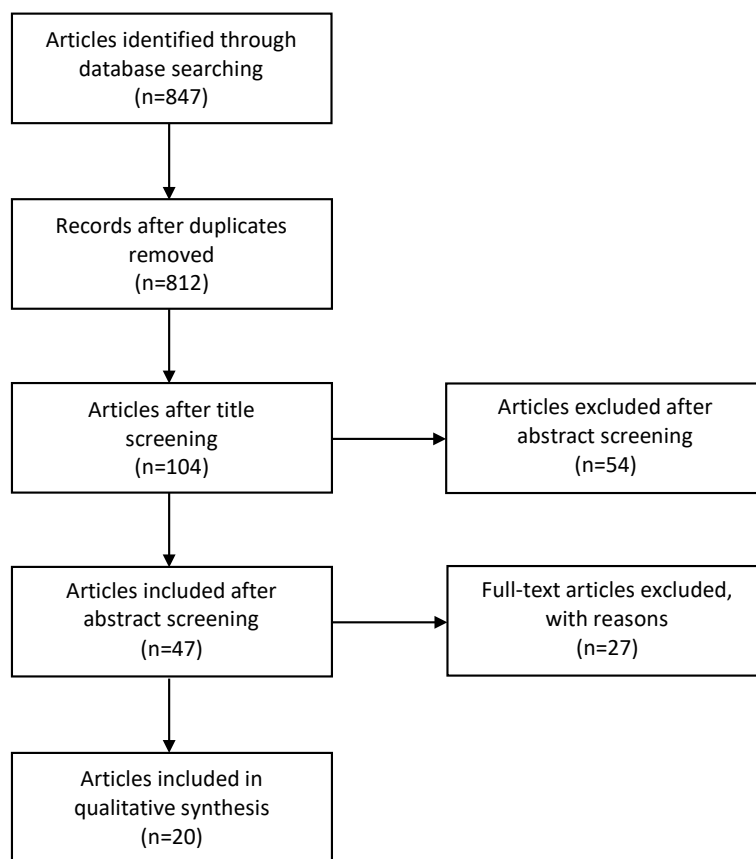 Articles identified through
database searching
(n=847)
Records after duplicates
removed
(n=812)
Articles after title
screening
(n=104)
Articles excluded after
abstract screening
(n=54)
Articles included after
abstract screening
(n=47)
Full-text articles excluded,
with reasons
(n=27)
Articles included in
qualitative synthesis
(n=20)